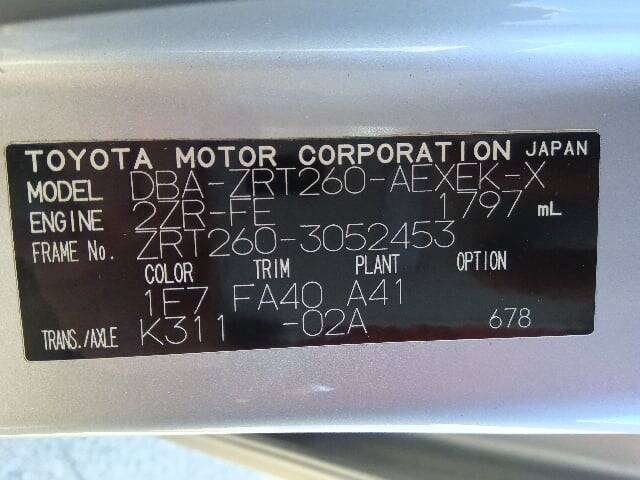 TOYOTA MOTOR CORPORATION JAPAN
MODEL DBA-ZRT260-AEXEK-X
ENGINE 2ZR-FE 1797 mL
FRAME No. ZRT260-3052453
COLOR TRIM PLANT OPTION
1E7 FA40 A41
TRANS./AXLE K311 -02A 678